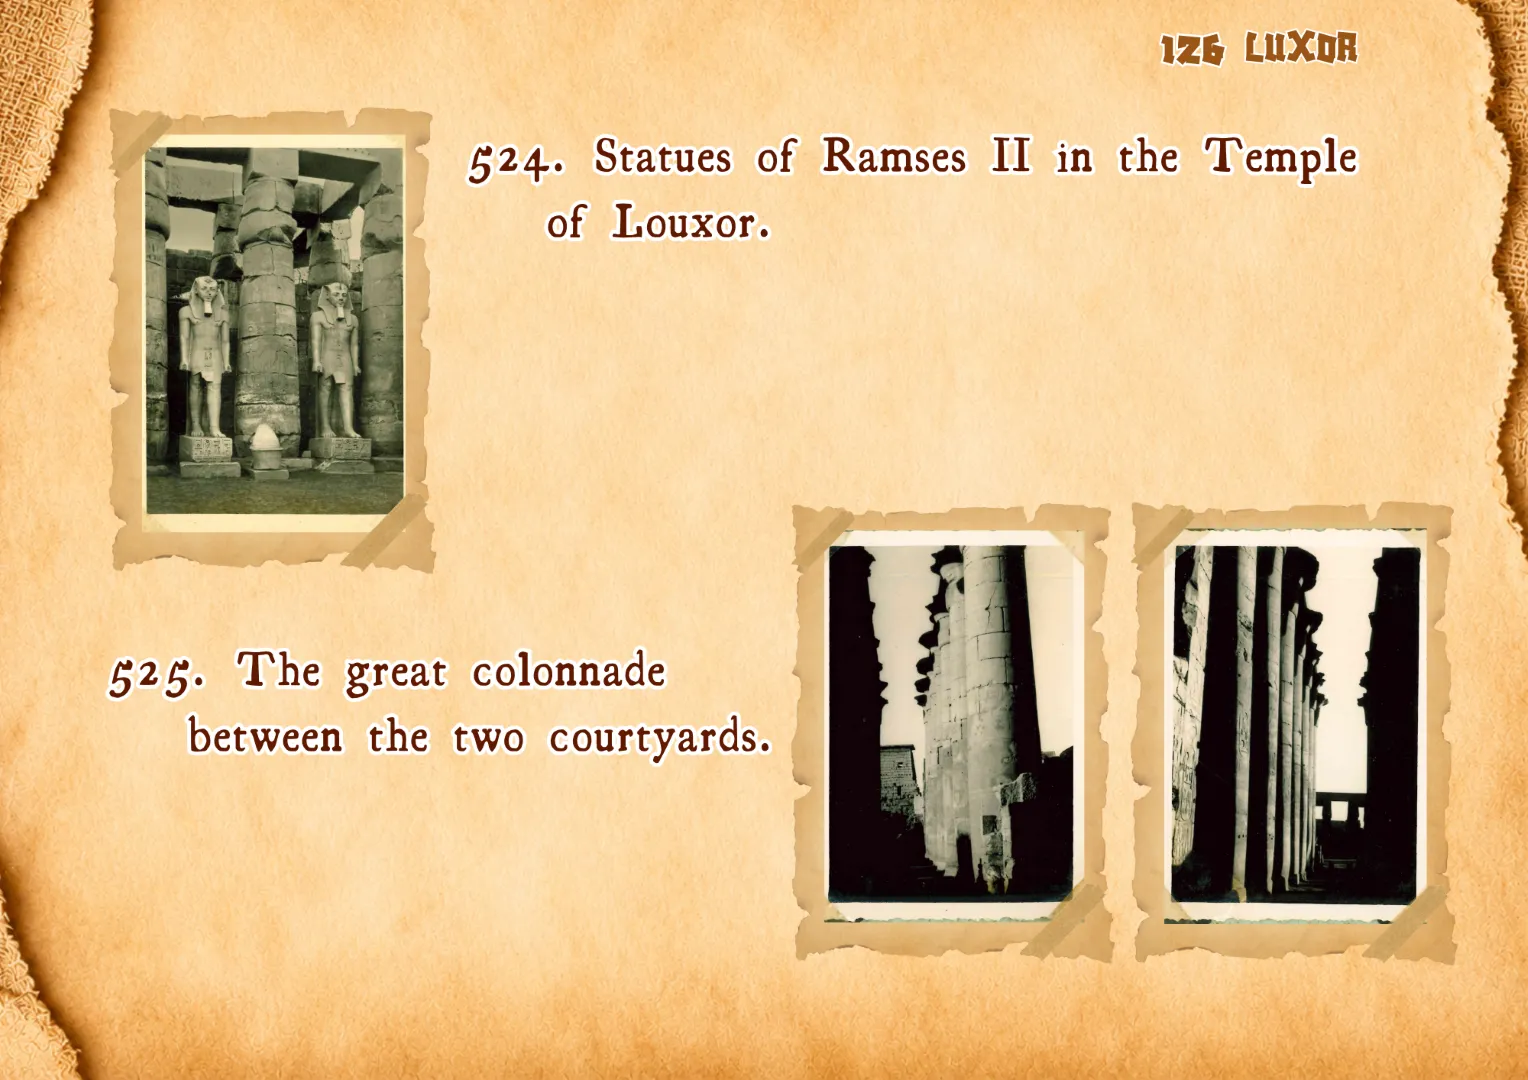 126 LUXOR
524. Statues of Ramses II in the Temple
of Louxor.
525. The great colonnade
between the two courtyards.